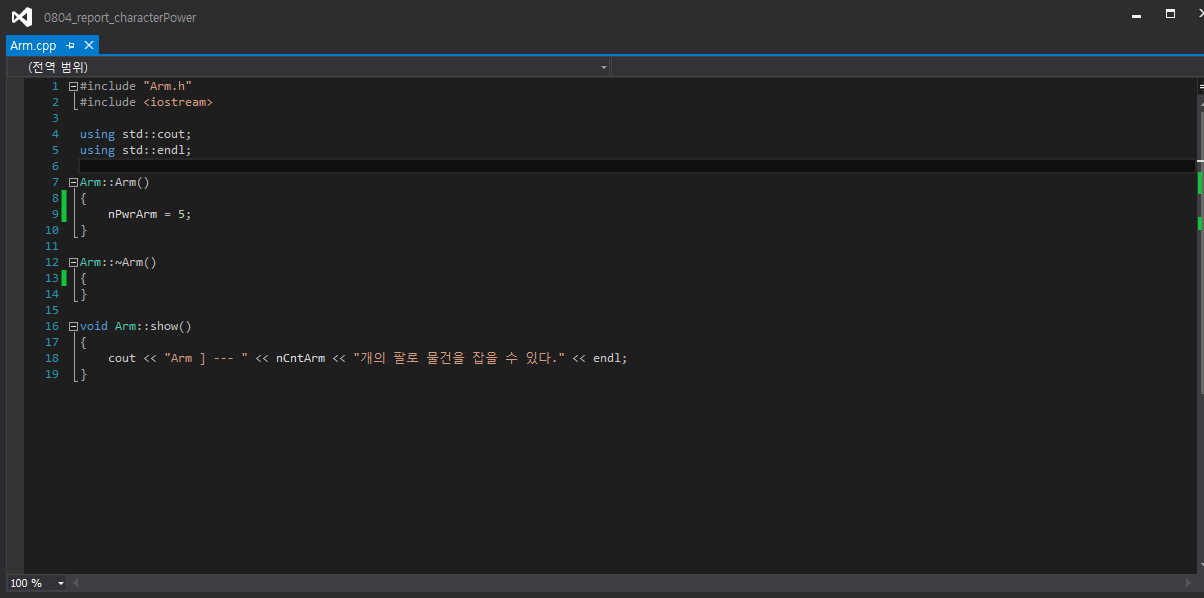 0804_report_characterPower
Arm.cpp
(전역 범위)
1 #include "Arm.h"
2 #include <iostream>
3
4 using std::cout;
5 using std::endl;
6
7 Arm::Arm()
8 {
9     nPwrArm = 5;
10 }
11
12 Arm::~Arm()
13 {
14 }
15
16 void Arm::show()
17 {
18     cout << "Arm ] --- " << nCntArm << "개의 팔로 물건을 잡을 수 있다." << endl;
19 }
100 %